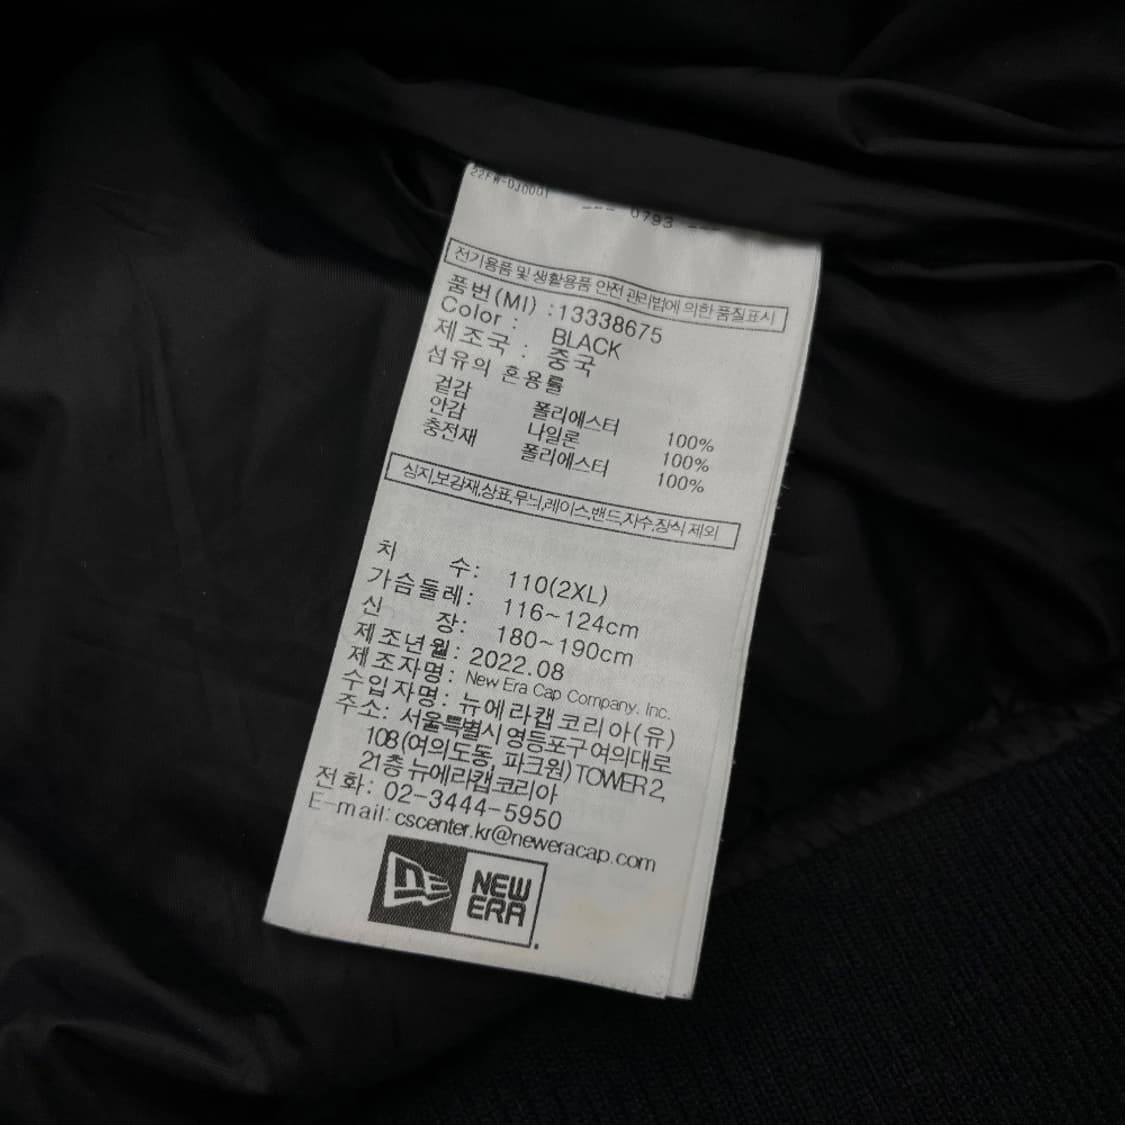 22FW-DJ0001 0793
전기용품 및 생활용품 안전 관리법에 의한 품질표시
품번(MI) : 13338675
Color : BLACK
제조국 : 중국
섬유의 혼용률
겉감 폴리에스터 100%
안감 나일론 100%
충전재 폴리에스터 100%
심지,보강재,상표,무늬,레이스,밴드,자수,장식 제외
치 수: 110(2XL)
가슴둘레: 116~124cm
신 장: 180~190cm
제조년월: 2022.08
제조자명: New Era Cap Company. Inc.
수입자명: 뉴에라캡코리아(유)
주소: 서울특별시 영등포구 여의대로
108(여의도동, 파크원) TOWER 2,
21층 뉴에라캡코리아
전화: 02-3444-5950
E-mail: cscenter.kr@neweracap.com
NE NEW
ERA